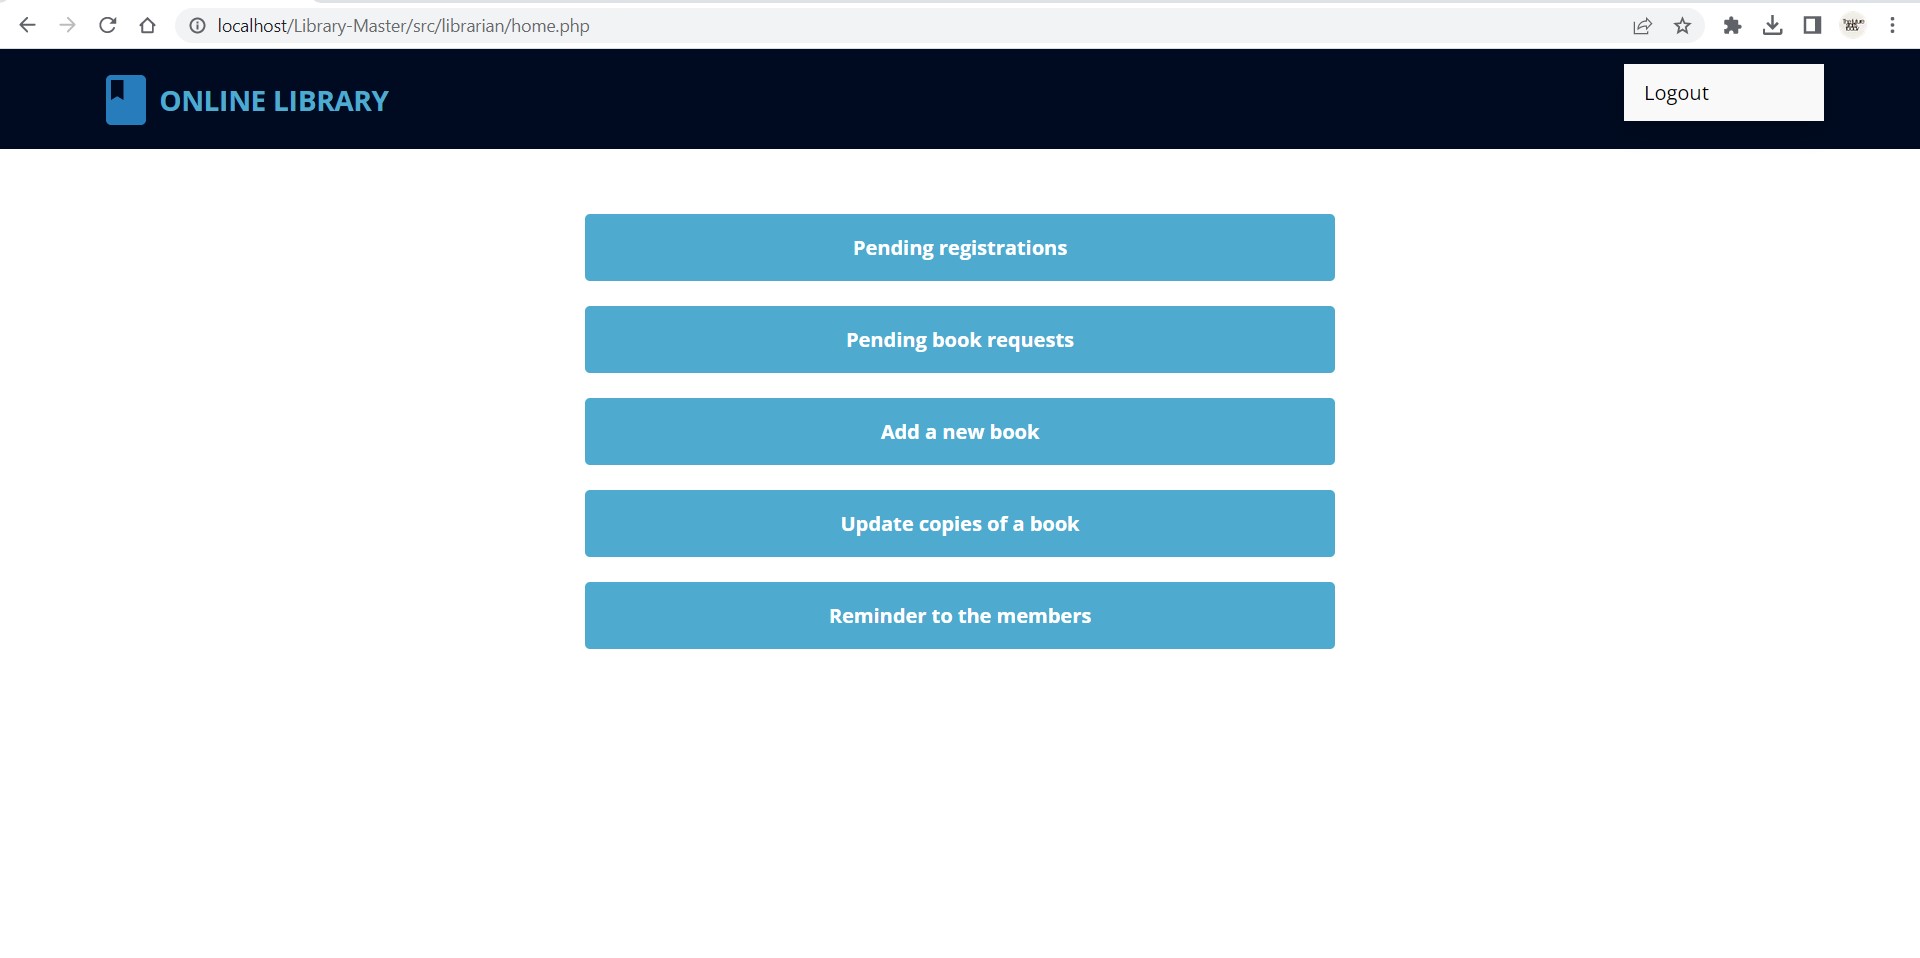 localhost/Library-Master/src/librarian/home.php
ONLINE LIBRARY
Logout
Pending registrations
Pending book requests
Add a new book
Update copies of a book
Reminder to the members